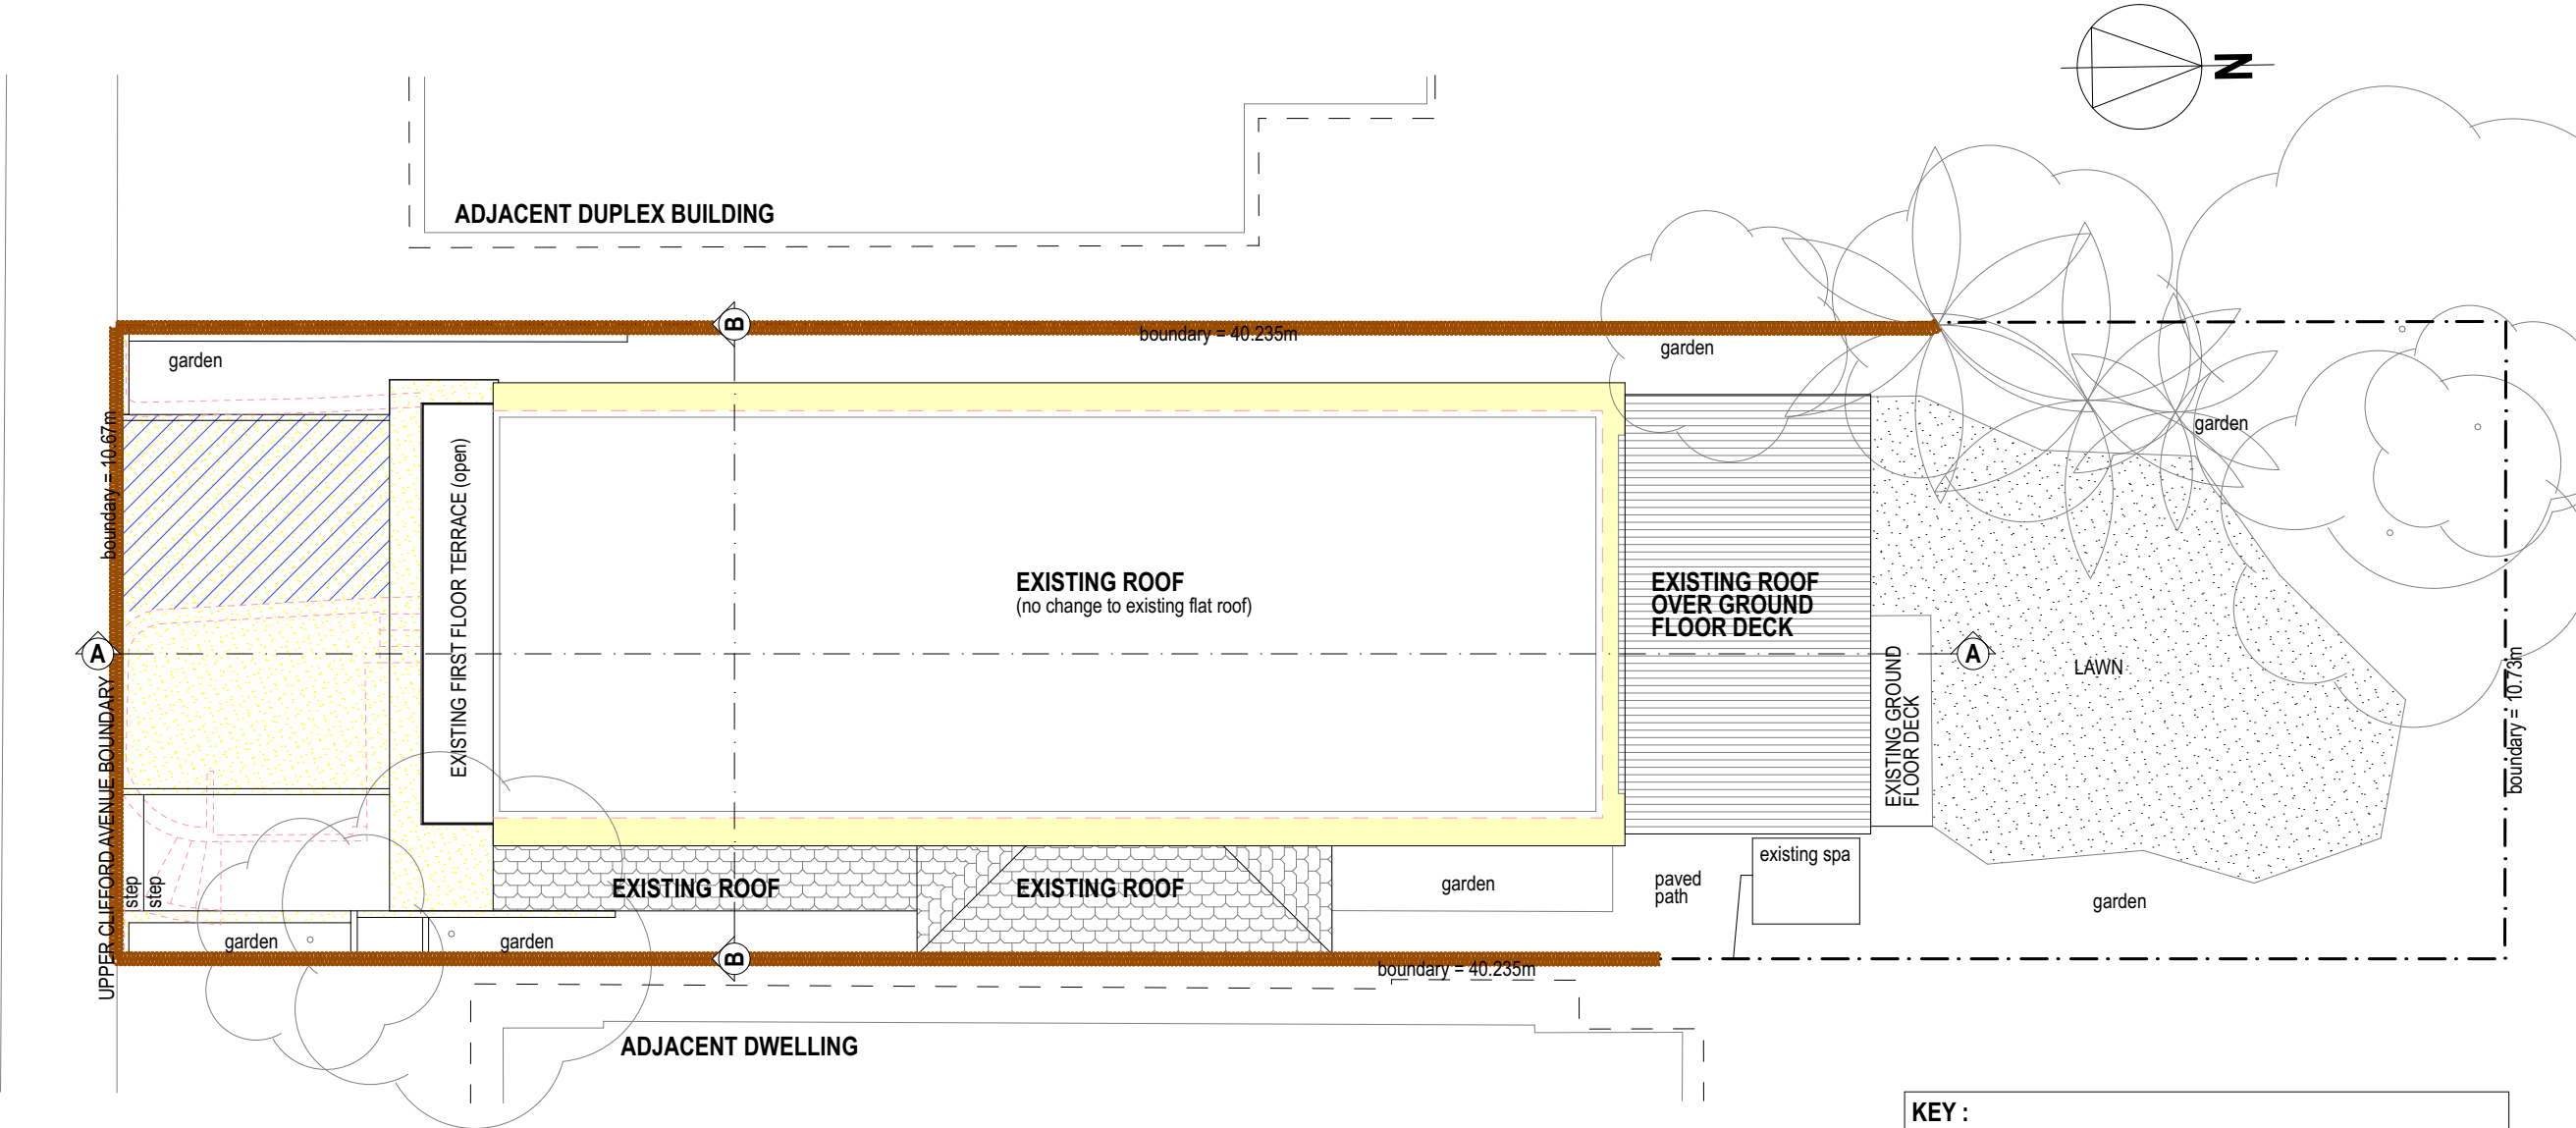 N
ADJACENT DUPLEX BUILDING
B
boundary = 40.235m
garden
garden
boundary = 10.67m
garden
EXISTING FIRST FLOOR TERRACE (open)
EXISTING ROOF
(no change to existing flat roof)
EXISTING ROOF
OVER GROUND
FLOOR DECK
A
A
EXISTING GROUND
FLOOR DECK
LAWN
boundary = 10.73m
UPPER CLIFFORD AVENUE BOUNDARY
step
step
EXISTING ROOF
EXISTING ROOF
garden
paved
path
existing spa
garden
garden
garden
B
boundary = 40.235m
ADJACENT DWELLING
KEY :